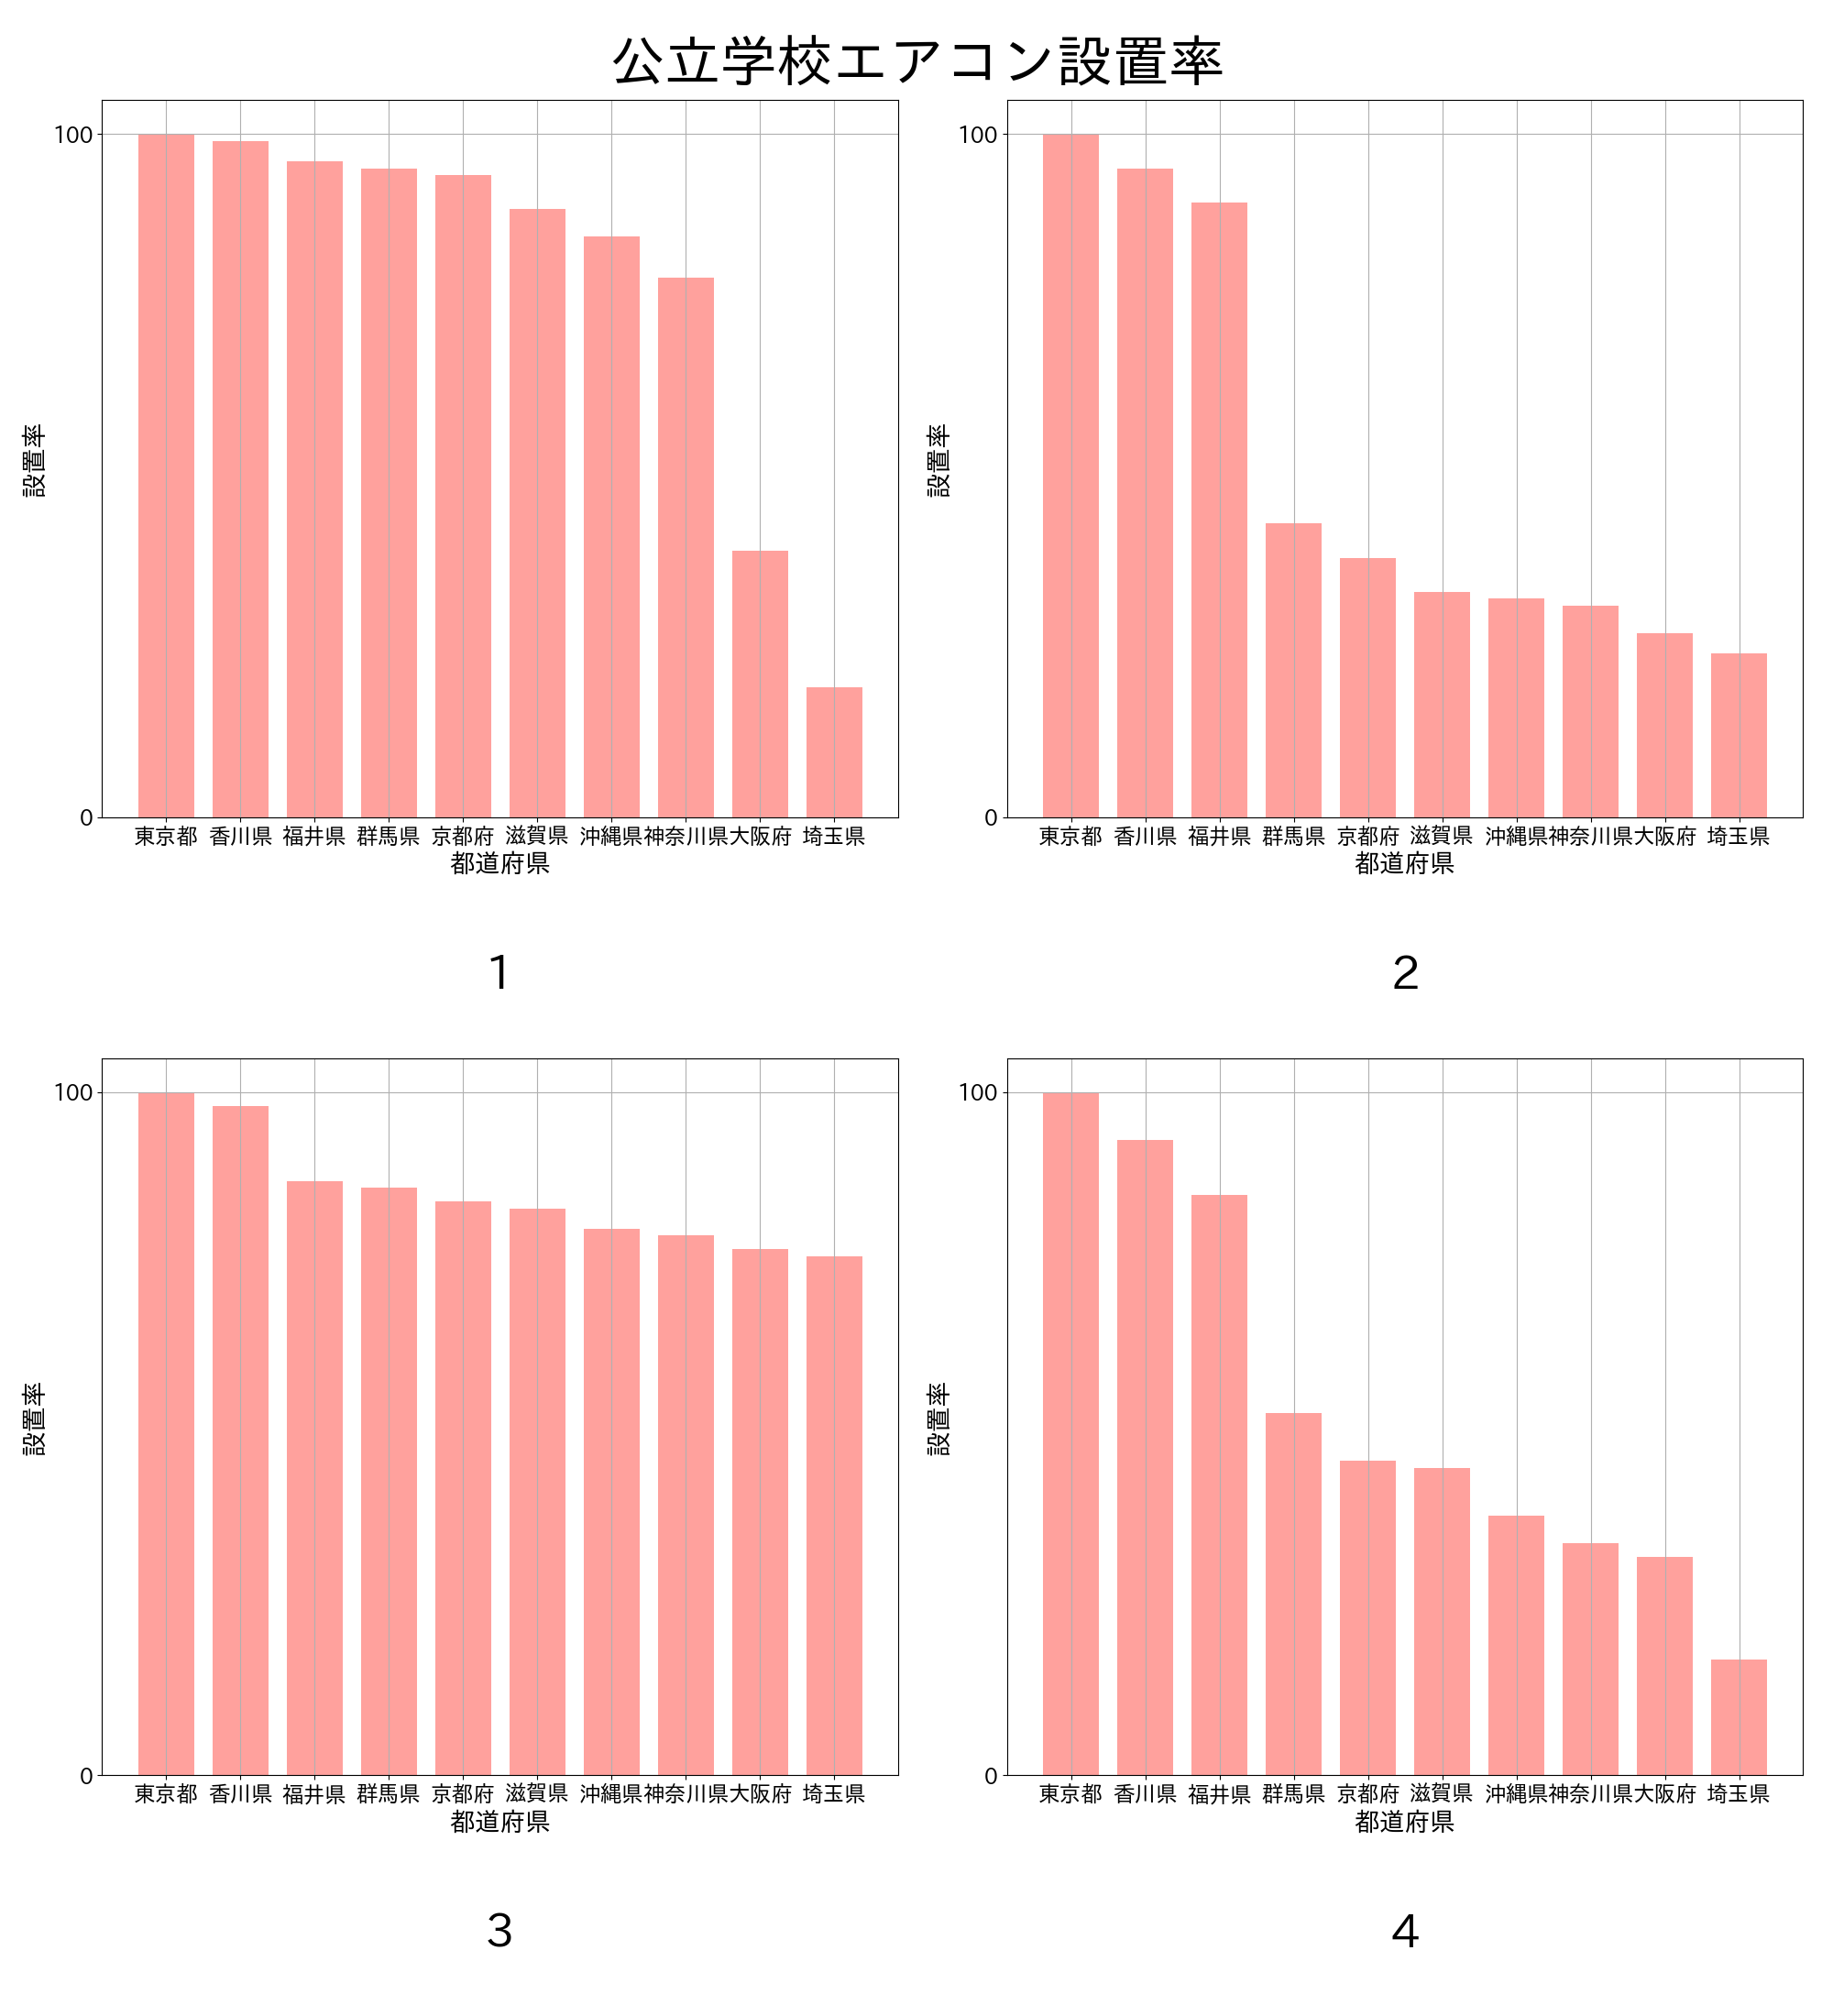 公立学校エアコン設置率
100
設置率
0
東京都 香川県 福井県 群馬県 京都府 滋賀県 沖縄県 神奈川県 大阪府 埼玉県
都道府県
1
100
設置率
0
東京都 香川県 福井県 群馬県 京都府 滋賀県 沖縄県 神奈川県 大阪府 埼玉県
都道府県
2
100
設置率
0
東京都 香川県 福井県 群馬県 京都府 滋賀県 沖縄県 神奈川県 大阪府 埼玉県
都道府県
3
100
設置率
0
東京都 香川県 福井県 群馬県 京都府 滋賀県 沖縄県 神奈川県 大阪府 埼玉県
都道府県
4